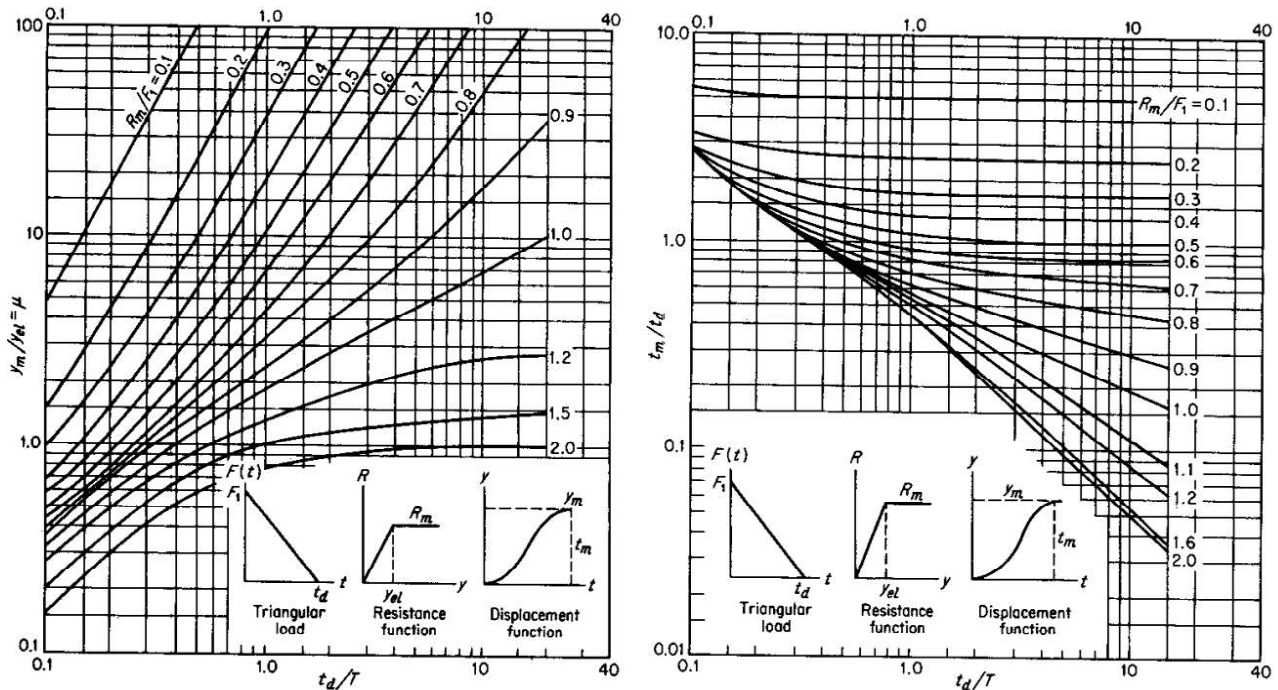 0.1 1.0 10 40
100
10
1.0
0.1
y_m/y_el = μ
R_m/F_1 = 0.1
0.2
0.3
0.4
0.5
0.6
0.7
0.8
0.9
1.0
1.2
1.5
2.0
F(t)
F_1
t_d
t
Triangular
load
R
R_m
y_el
y
Resistance
function
y
y_m
t_m
t
Displacement
function
0.1 1.0 10 40
t_d/T
0.1 1.0 10 40
10.0
1.0
0.1
0.01
t_m/t_d
R_m/F_1 = 0.1
0.2
0.3
0.4
0.5
0.6
0.7
0.8
0.9
1.0
1.1
1.2
1.6
2.0
F(t)
F_1
t_d
t
Triangular
load
R
R_m
y_el
y
Resistance
function
y
y_m
t_m
t
Displacement
function
0.1 1.0 10 40
t_d/T